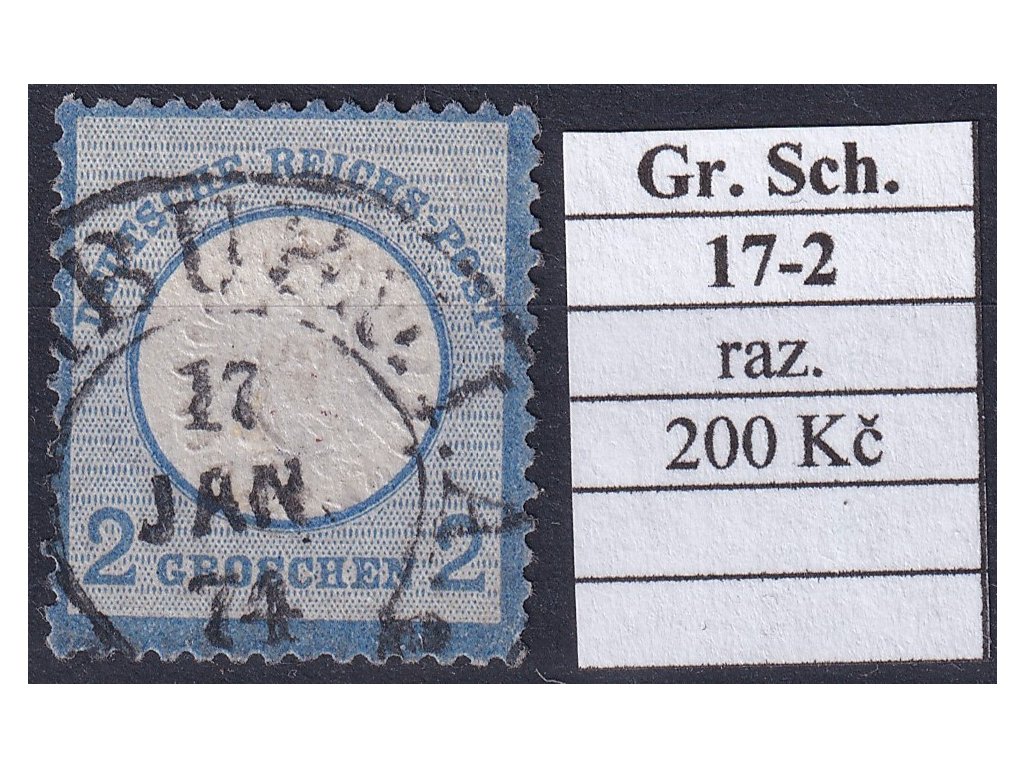 DEUTSCHE REICHS-POST
17
JAN
74
2 GROSCHEN 2
Gr. Sch.
17-2
raz.
200 Kč